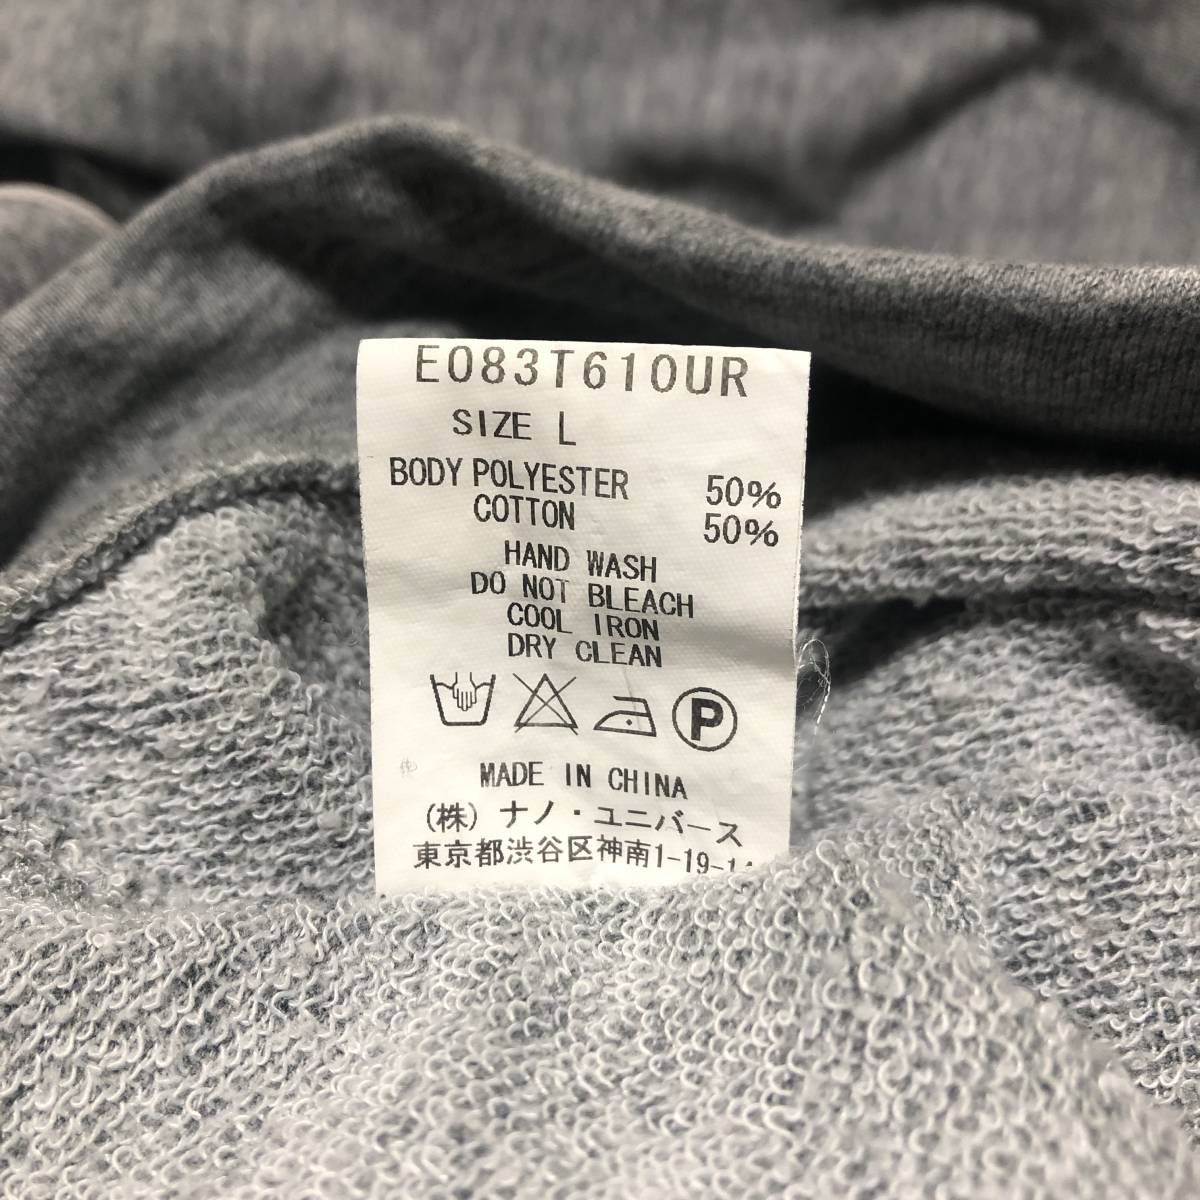 E083T610UR
SIZE L
BODY POLYESTER 50%
COTTON 50%
HAND WASH
DO NOT BLEACH
COOL IRON
DRY CLEAN
P
MADE IN CHINA
(株) ナノ・ユニバース
東京都渋谷区神南1-19-14